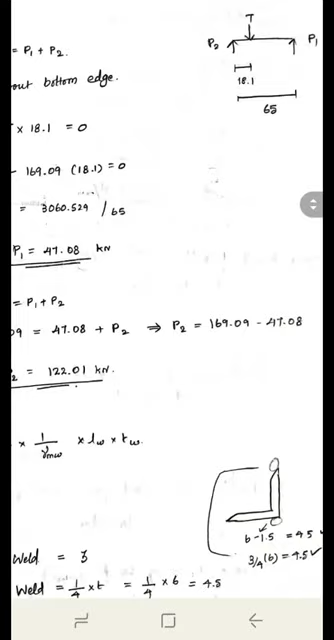 = P1 + P2.
T
P2
P1
18.1
65
out bottom edge.
x 18.1 = 0
169.09 (18.1) = 0
= 3060.529 / 65
P1 = 47.08 kN
= P1 + P2
09 = 47.08 + P2 ⇒ P2 = 169.09 - 47.08
2 = 122.01 kN.
x 1/γmw x lw x tw.
6 - 1.5 = 4.5 ✓
3/4 (6) = 4.5 ✓
Weld = 3
Weld = 1/4 x t = 1/4 x 6 = 4.5